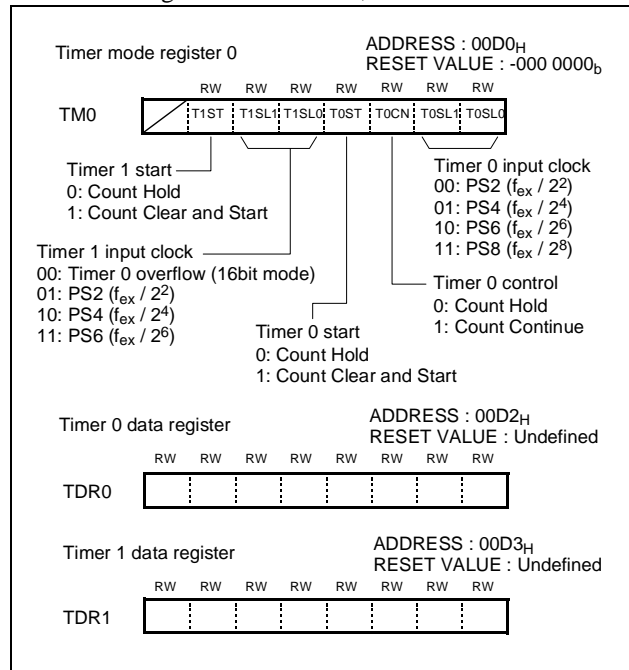 Timer mode register 0
ADDRESS : 00D0H
RESET VALUE : -000 0000b
RW RW RW RW RW RW RW
TM0
T1ST T1SL1 T1SL0 T0ST T0CN T0SL1 T0SL0
Timer 1 start
0: Count Hold
1: Count Clear and Start
Timer 0 input clock
00: PS2 (fex / 2²)
01: PS4 (fex / 2⁴)
10: PS6 (fex / 2⁶)
11: PS8 (fex / 2⁸)
Timer 1 input clock
00: Timer 0 overflow (16bit mode)
01: PS2 (fex / 2²)
10: PS4 (fex / 2⁴)
11: PS6 (fex / 2⁶)
Timer 0 control
0: Count Hold
1: Count Continue
Timer 0 start
0: Count Hold
1: Count Clear and Start
Timer 0 data register
ADDRESS : 00D2H
RESET VALUE : Undefined
RW RW RW RW RW RW RW RW
TDR0
Timer 1 data register
ADDRESS : 00D3H
RESET VALUE : Undefined
RW RW RW RW RW RW RW RW
TDR1